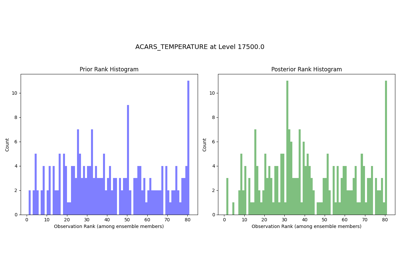 ACARS_TEMPERATURE at Level 17500.0
Prior Rank Histogram
Posterior Rank Histogram
Count
10
8
6
4
2
0
0 10 20 30 40 50 60 70 80
Observation Rank (among ensemble members)
Count
10
8
6
4
2
0
0 10 20 30 40 50 60 70 80
Observation Rank (among ensemble members)